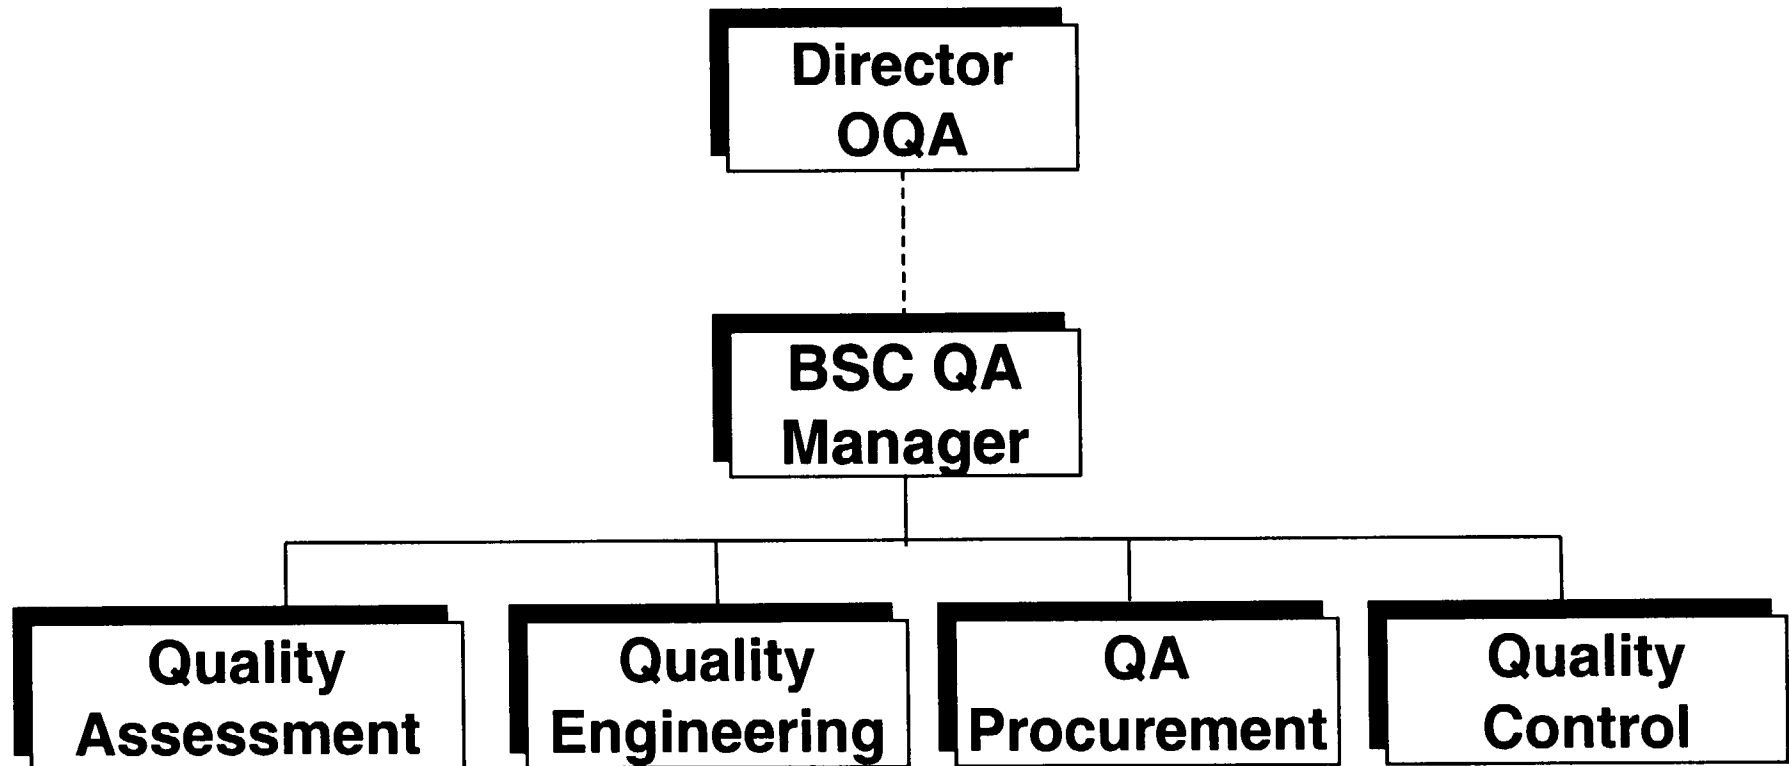 Director
OQA
BSC QA
Manager
Quality
Assessment
Quality
Engineering
QA
Procurement
Quality
Control